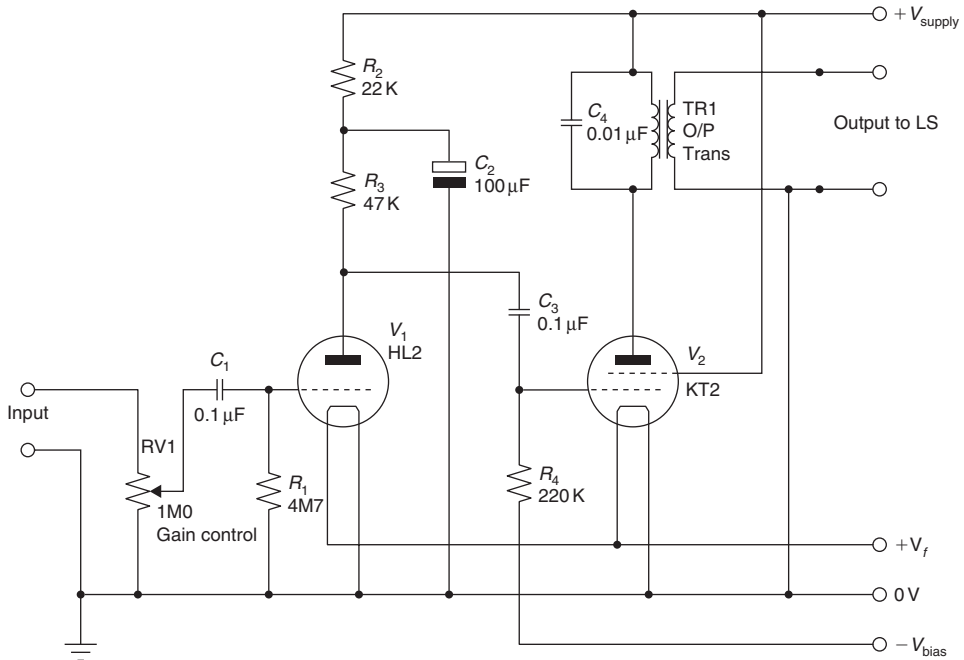 + Vsupply
R2
22 K
C4
0.01 µF
TR1
O/P
Trans
Output to LS
C2
100 µF
R3
47 K
C3
0.1 µF
V1
HL2
V2
KT2
C1
0.1 µF
Input
RV1
1M0
Gain control
R1
4M7
R4
220 K
+Vf
0 V
− Vbias